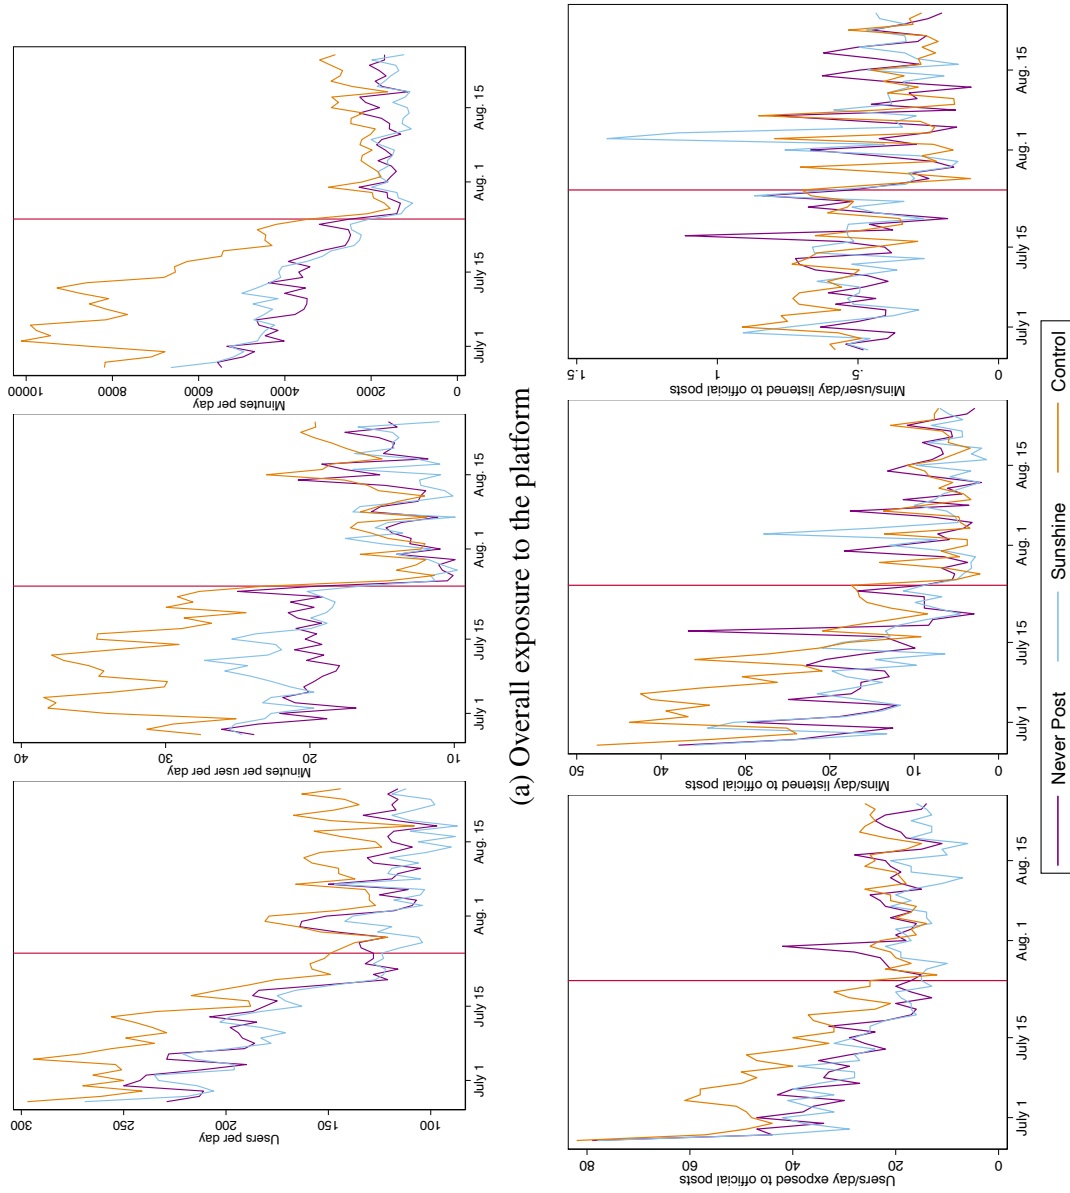 300
250
200
150
100
Users per day
July 1
July 15
Aug. 1
Aug. 15
40
30
20
10
Minutes per user per day
July 1
July 15
Aug. 1
Aug. 15
10000
8000
6000
4000
2000
0
Minutes per day
July 1
July 15
Aug. 1
Aug. 15
(a) Overall exposure to the platform
80
60
40
20
0
Users/day exposed to official posts
July 1
July 15
Aug. 1
Aug. 15
50
40
30
20
10
0
Mins/day listened to official posts
July 1
July 15
Aug. 1
Aug. 15
1.5
1
.5
0
Mins/user/day listened to official posts
July 1
July 15
Aug. 1
Aug. 15
Never Post Sunshine Control